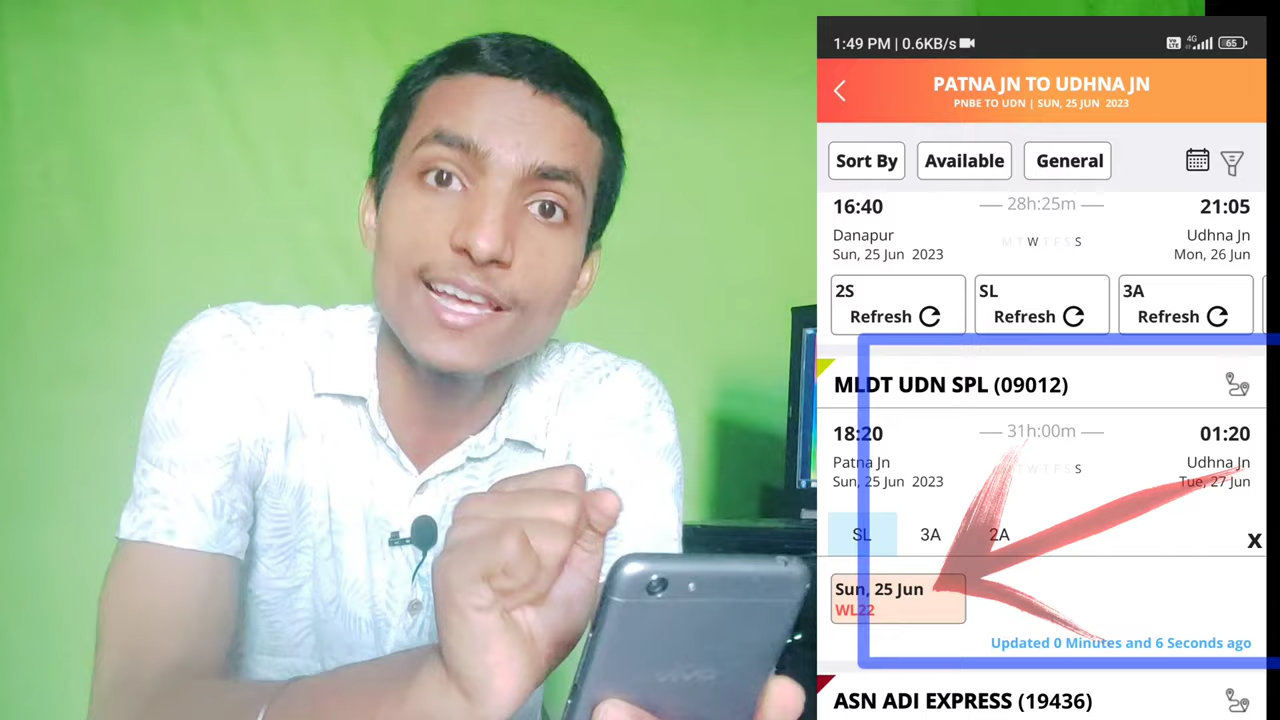 1:49 PM | 0.6KB/s
Vo LTE
4G
65
PATNA JN TO UDHNA JN
PNBE TO UDN | SUN, 25 JUN 2023
Sort By
Available
General
16:40
28h:25m
21:05
Danapur
Udhna Jn
M T W T F S S
Sun, 25 Jun 2023
Mon, 26 Jun
2S
SL
3A
Refresh
Refresh
Refresh
MLDT UDN SPL (09012)
18:20
31h:00m
01:20
Patna Jn
Udhna Jn
T W T F S S
Sun, 25 Jun 2023
Tue, 27 Jun
SL
3A
2A
X
Sun, 25 Jun
WL22
Updated 0 Minutes and 6 Seconds ago
ASN ADI EXPRESS (19436)
vivo